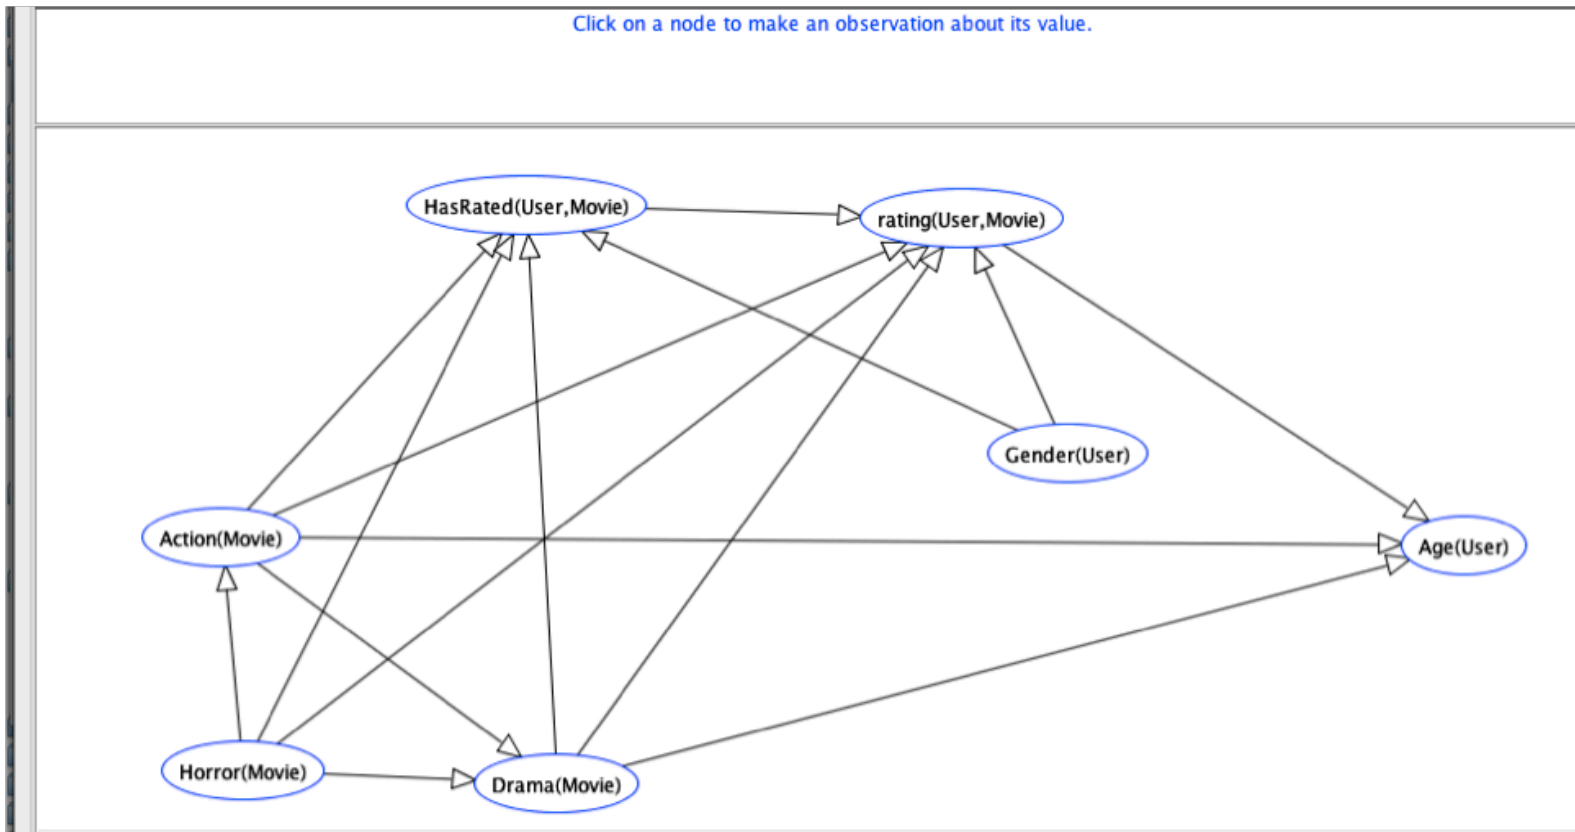 Click on a node to make an observation about its value.
HasRated(User,Movie)
rating(User,Movie)
Gender(User)
Action(Movie)
Age(User)
Horror(Movie)
Drama(Movie)